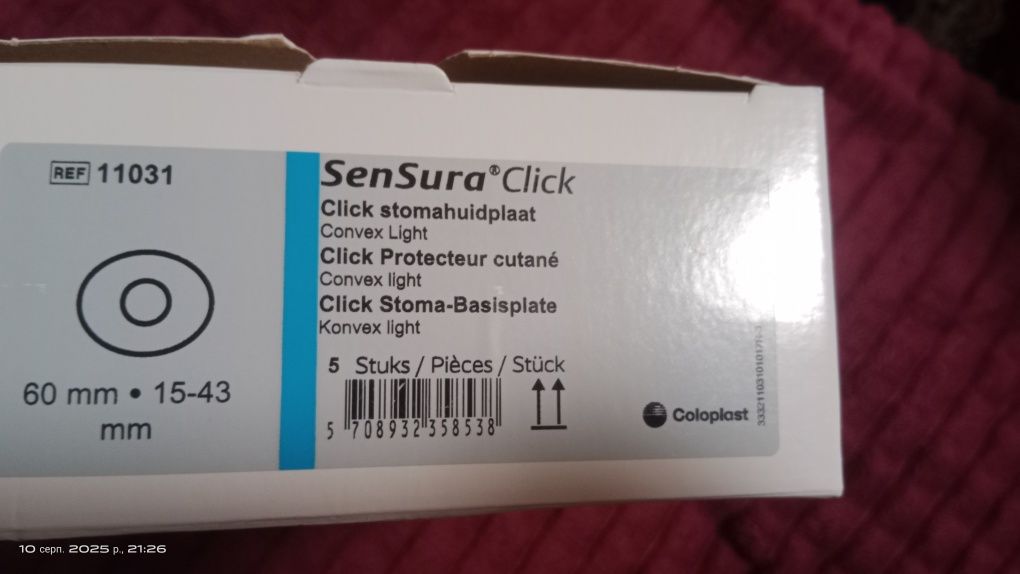 REF 11031
60 mm • 15-43
mm
SenSura®Click
Click stomahuidplaat
Convex Light
Click Protecteur cutané
Convex light
Click Stoma-Basisplate
Konvex light
5 Stuks / Pièces / Stück
5 708932 358538
Coloplast
10 серп. 2025 р., 21:26